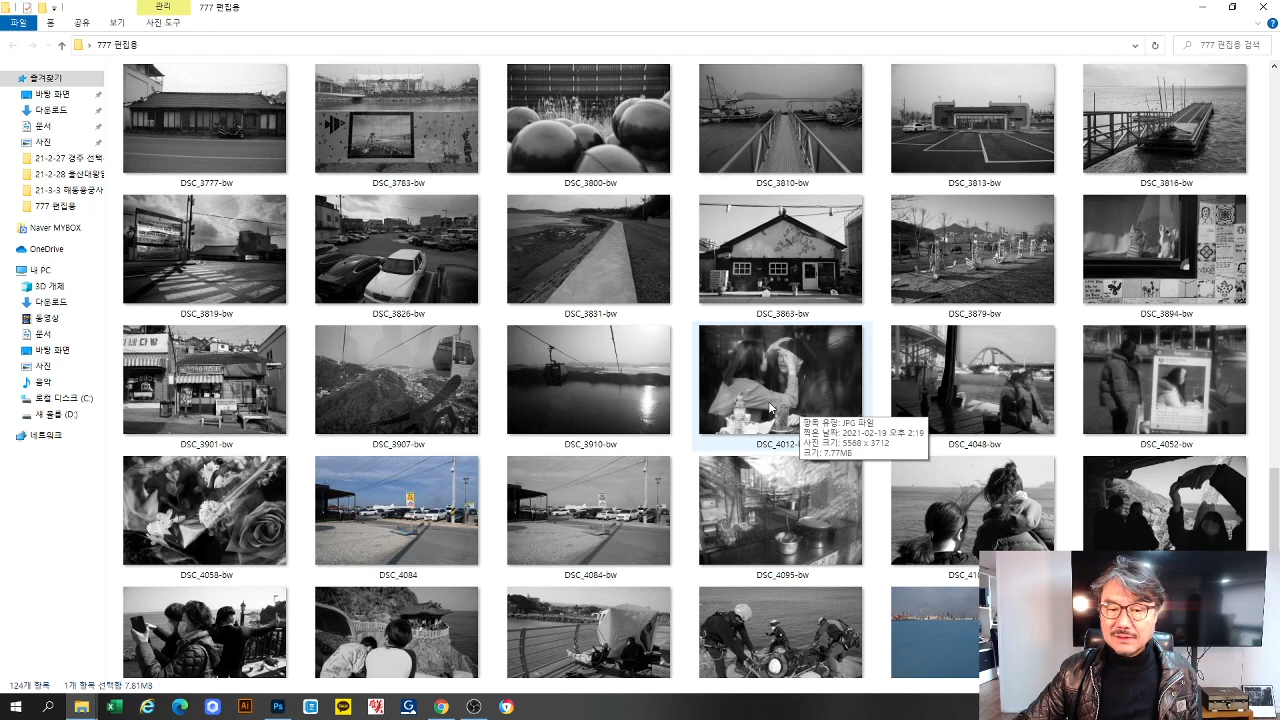 관리
777 편집용
파일
홈
공유
보기
사진 도구
777 편집용
777 편집용 검색
즐겨찾기
바탕 화면
다운로드
문서
사진
21-2-27 경주 선택
21-2-28 울산대왕암
21-3-3 매동용궁사
777 편집용
Naver MYBOX
OneDrive
내 PC
3D 개체
다운로드
동영상
문서
바탕 화면
사진
음악
로컬 디스크 (C:)
새 볼륨 (D:)
네트워크
DSC_3777-bw
DSC_3783-bw
DSC_3800-bw
DSC_3810-bw
DSC_3813-bw
DSC_3816-bw
DSC_3819-bw
DSC_3826-bw
DSC_3831-bw
DSC_3863-bw
DSC_3879-bw
DSC_3894-bw
DSC_3901-bw
DSC_3907-bw
DSC_3910-bw
DSC_4012-
DSC_4048-bw
DSC_4052-bw
항목 유형: JPG 파일
찍은 날짜: 2021-02-19 오후 2:19
사진 크기: 5568 x 3712
크기: 7.77MB
DSC_4058-bw
DSC_4084
DSC_4084-bw
DSC_4095-bw
124개 항목
1개 항목 선택함 7.81MB